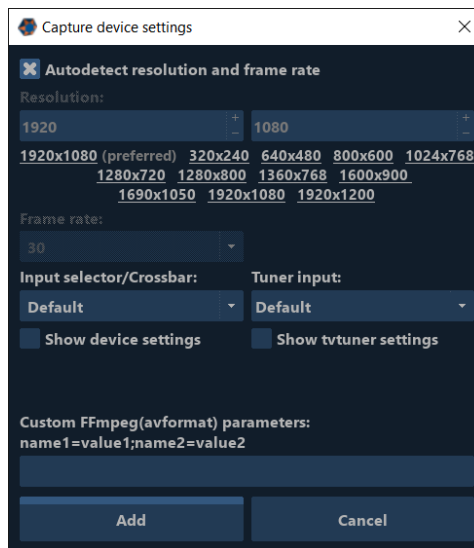 Capture device settings
Autodetect resolution and frame rate
Resolution:
1920 1080
1920x1080 (preferred) 320x240 640x480 800x600 1024x768
1280x720 1280x800 1360x768 1600x900
1690x1050 1920x1080 1920x1200
Frame rate:
30
Input selector/Crossbar: Tuner input:
Default Default
Show device settings Show tvtuner settings
Custom FFmpeg(avformat) parameters:
name1=value1;name2=value2
Add Cancel